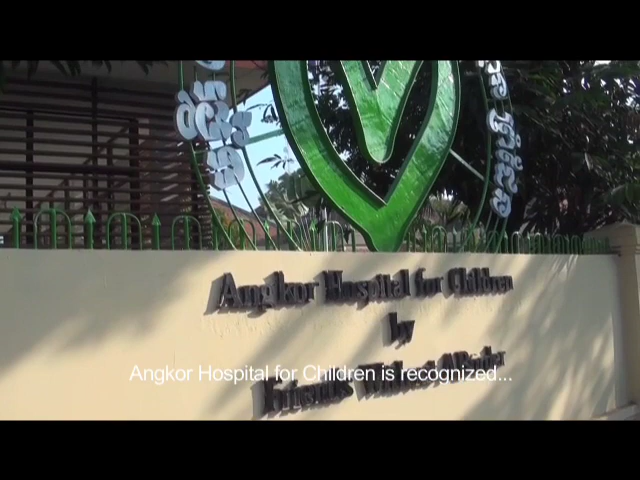 Angkor Hospital for Children
by
Friends Without A Border
Angkor Hospital for Children is recognized...